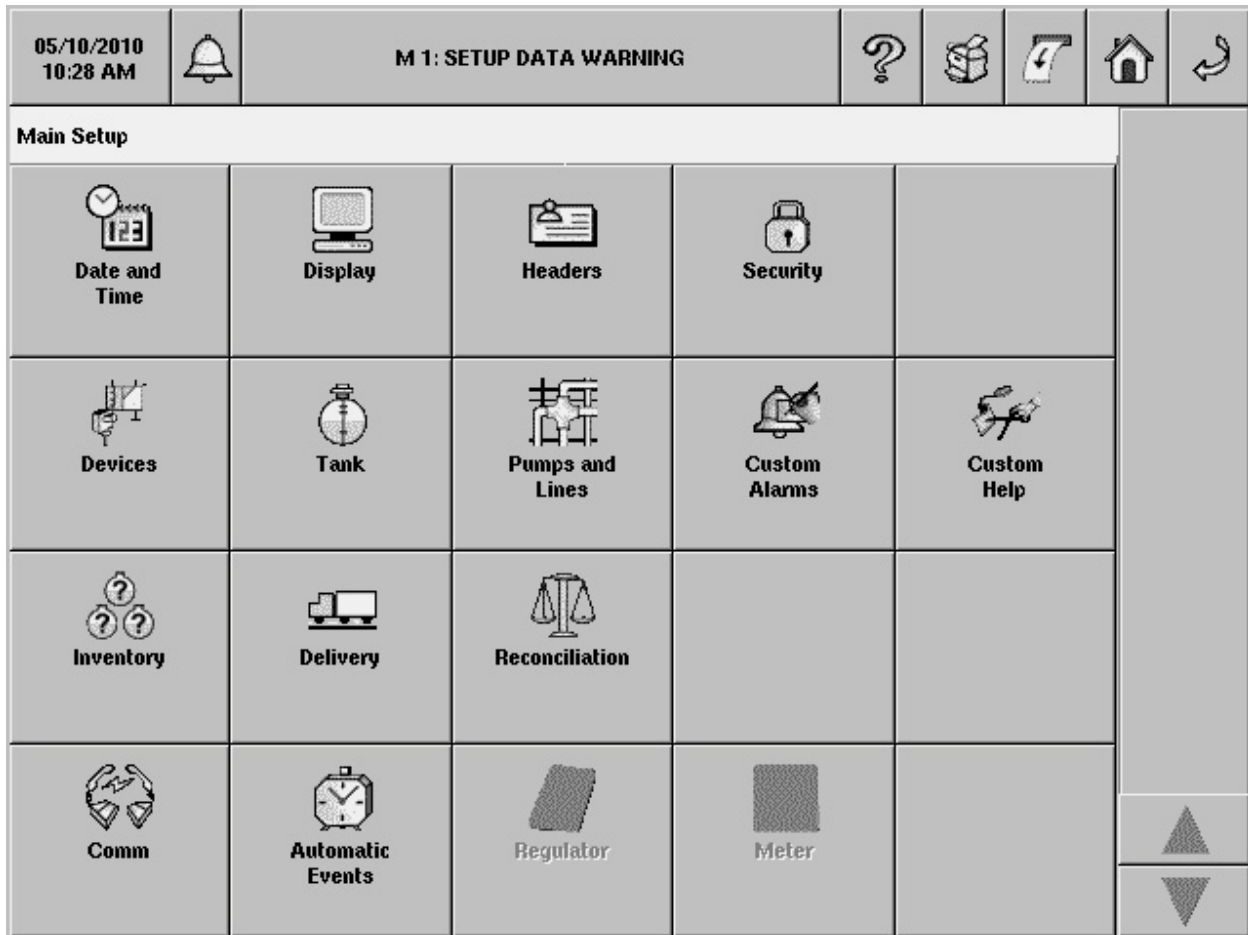 05/10/2010
10:28 AM
M 1: SETUP DATA WARNING
Main Setup
123
Date and
Time
Display
Headers
Security
Devices
Tank
Pumps and
Lines
Custom
Alarms
Custom
Help
? ? ?
Inventory
Delivery
Reconciliation
Comm
Automatic
Events
Regulator
Meter